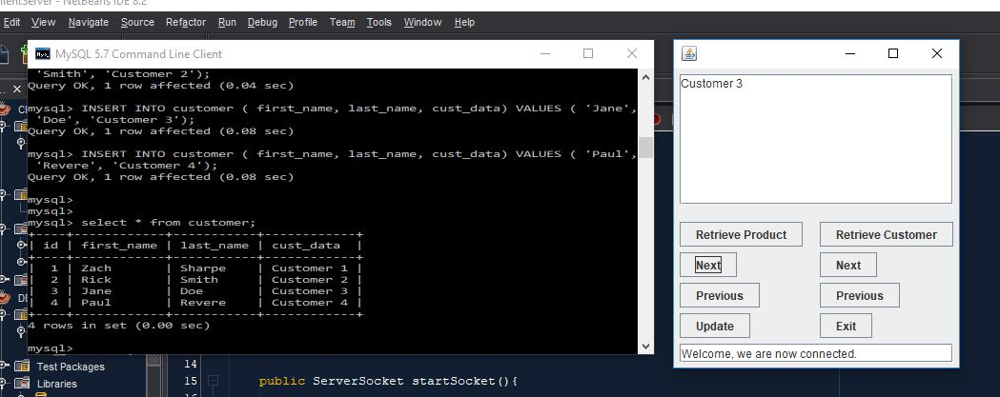 ClientServer - NetBeans IDE 8.2
Edit View Navigate Source Refactor Run Debug Profile Team Tools Window Help
MySQL 5.7 Command Line Client
'Smith', 'Customer 2');
Query OK, 1 row affected (0.04 sec)
mysql> INSERT INTO customer ( first_name, last_name, cust_data) VALUES ( 'Jane',
'Doe', 'Customer 3');
Query OK, 1 row affected (0.08 sec)
mysql> INSERT INTO customer ( first_name, last_name, cust_data) VALUES ( 'Paul',
'Revere', 'Customer 4');
Query OK, 1 row affected (0.08 sec)
mysql>
mysql>
mysql> select * from customer;
+----+------------+-----------+------------+
| id | first_name | last_name | cust_data  |
+----+------------+-----------+------------+
|  1 | Zach       | Sharpe    | Customer 1 |
|  2 | Rick       | Smith     | Customer 2 |
|  3 | Jane       | Doe       | Customer 3 |
|  4 | Paul       | Revere    | Customer 4 |
+----+------------+-----------+------------+
4 rows in set (0.00 sec)
mysql>
Test Packages
Libraries
14
15 public ServerSocket startSocket(){
Customer 3
Retrieve Product Retrieve Customer
Next Next
Previous Previous
Update Exit
Welcome, we are now connected.